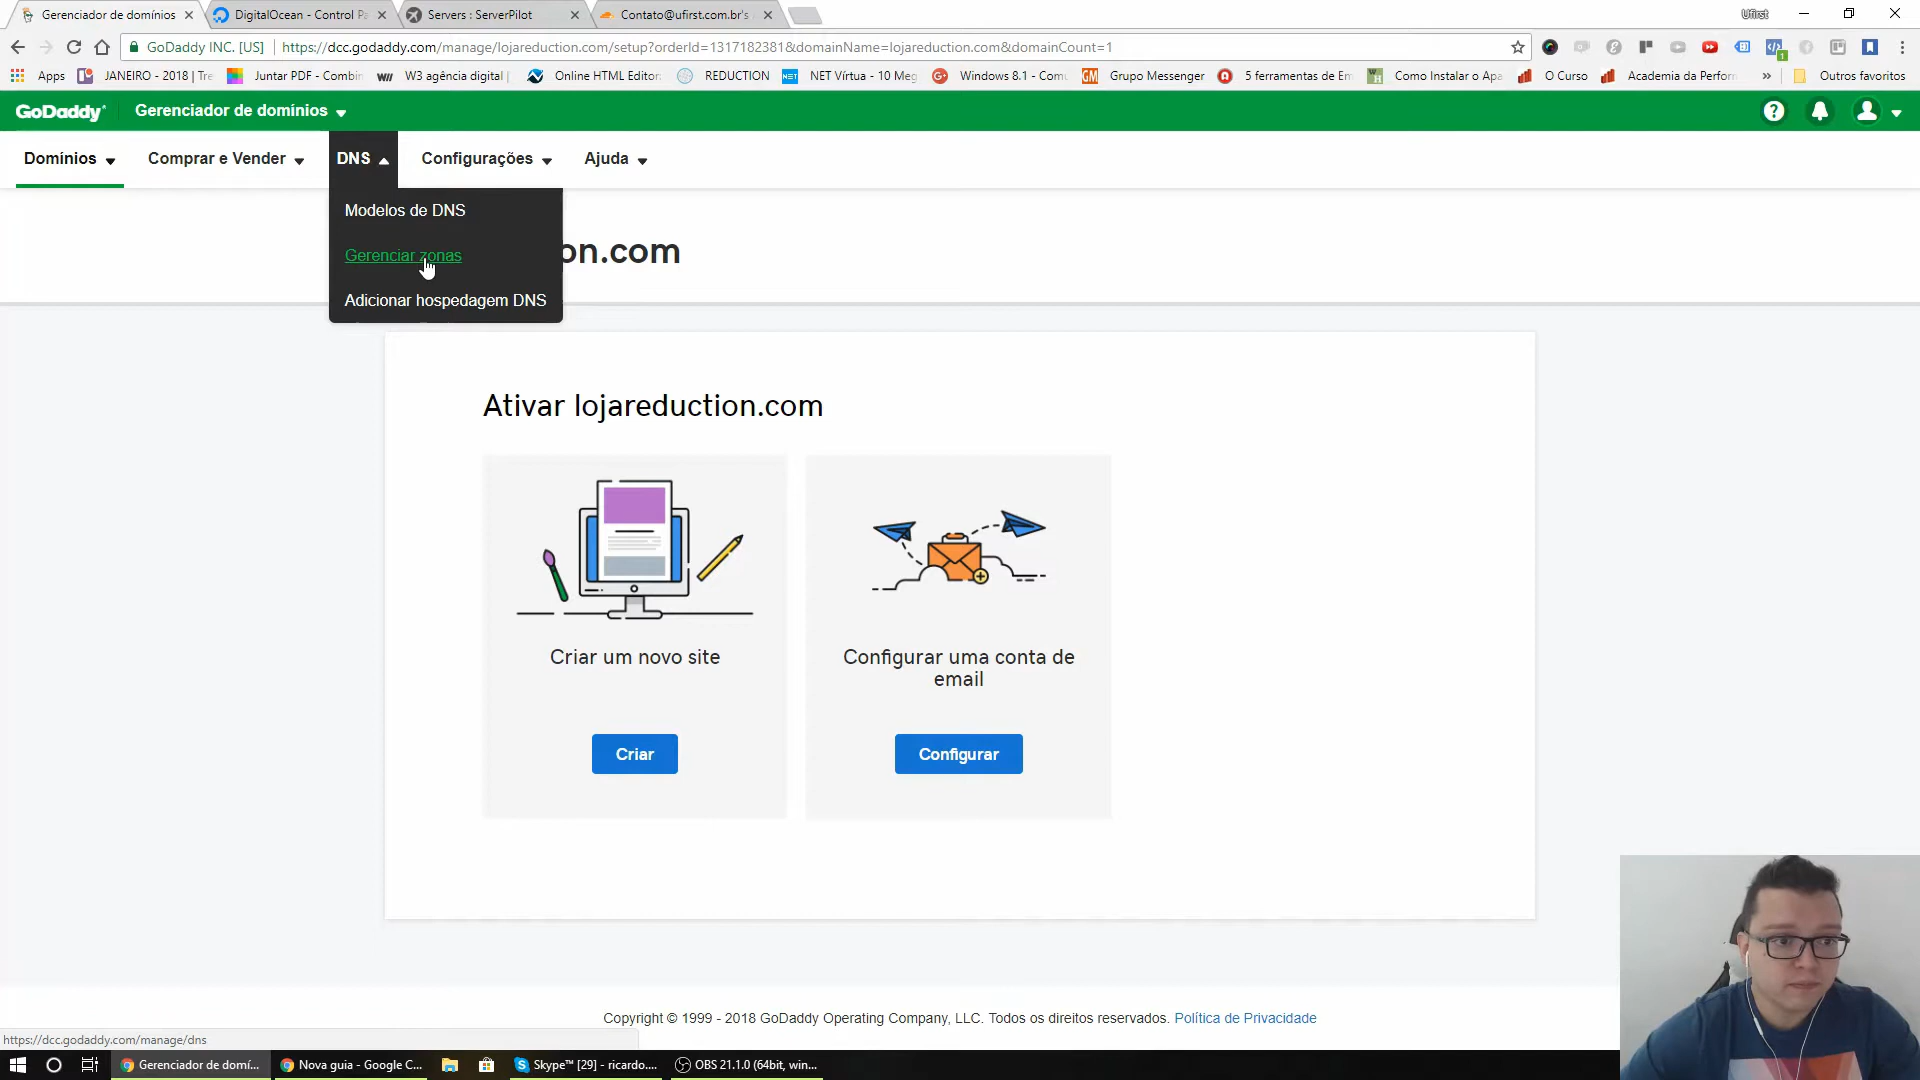 Gerenciador de domínios
DigitalOcean - Control Pa
Servers : ServerPilot
Contato@ufirst.com.br's
Ufirst
GoDaddy INC. [US]
https://dcc.godaddy.com/manage/lojareduction.com/setup?orderId=1317182381&domainName=lojareduction.com&domainCount=1
Apps
JANEIRO - 2018 | Tre
Juntar PDF - Combin
W3 agência digital |
Online HTML Editor
REDUCTION
NET Vírtua - 10 Meg
Windows 8.1 - Comu
Grupo Messenger
5 ferramentas de Em
Como Instalar o Apa
O Curso
Academia da Perfor
Outros favoritos
GoDaddy
Gerenciador de domínios
Domínios
Comprar e Vender
DNS
Configurações
Ajuda
Modelos de DNS
Gerenciar zonas
Adicionar hospedagem DNS
on.com
Ativar lojareduction.com
Criar um novo site
Configurar uma conta de
email
Criar
Configurar
Copyright © 1999 - 2018 GoDaddy Operating Company, LLC. Todos os direitos reservados. Política de Privacidade
https://dcc.godaddy.com/manage/dns
Gerenciador de domí...
Nova guia - Google C...
Skype™ [29] - ricardo....
OBS 21.1.0 (64bit, win...